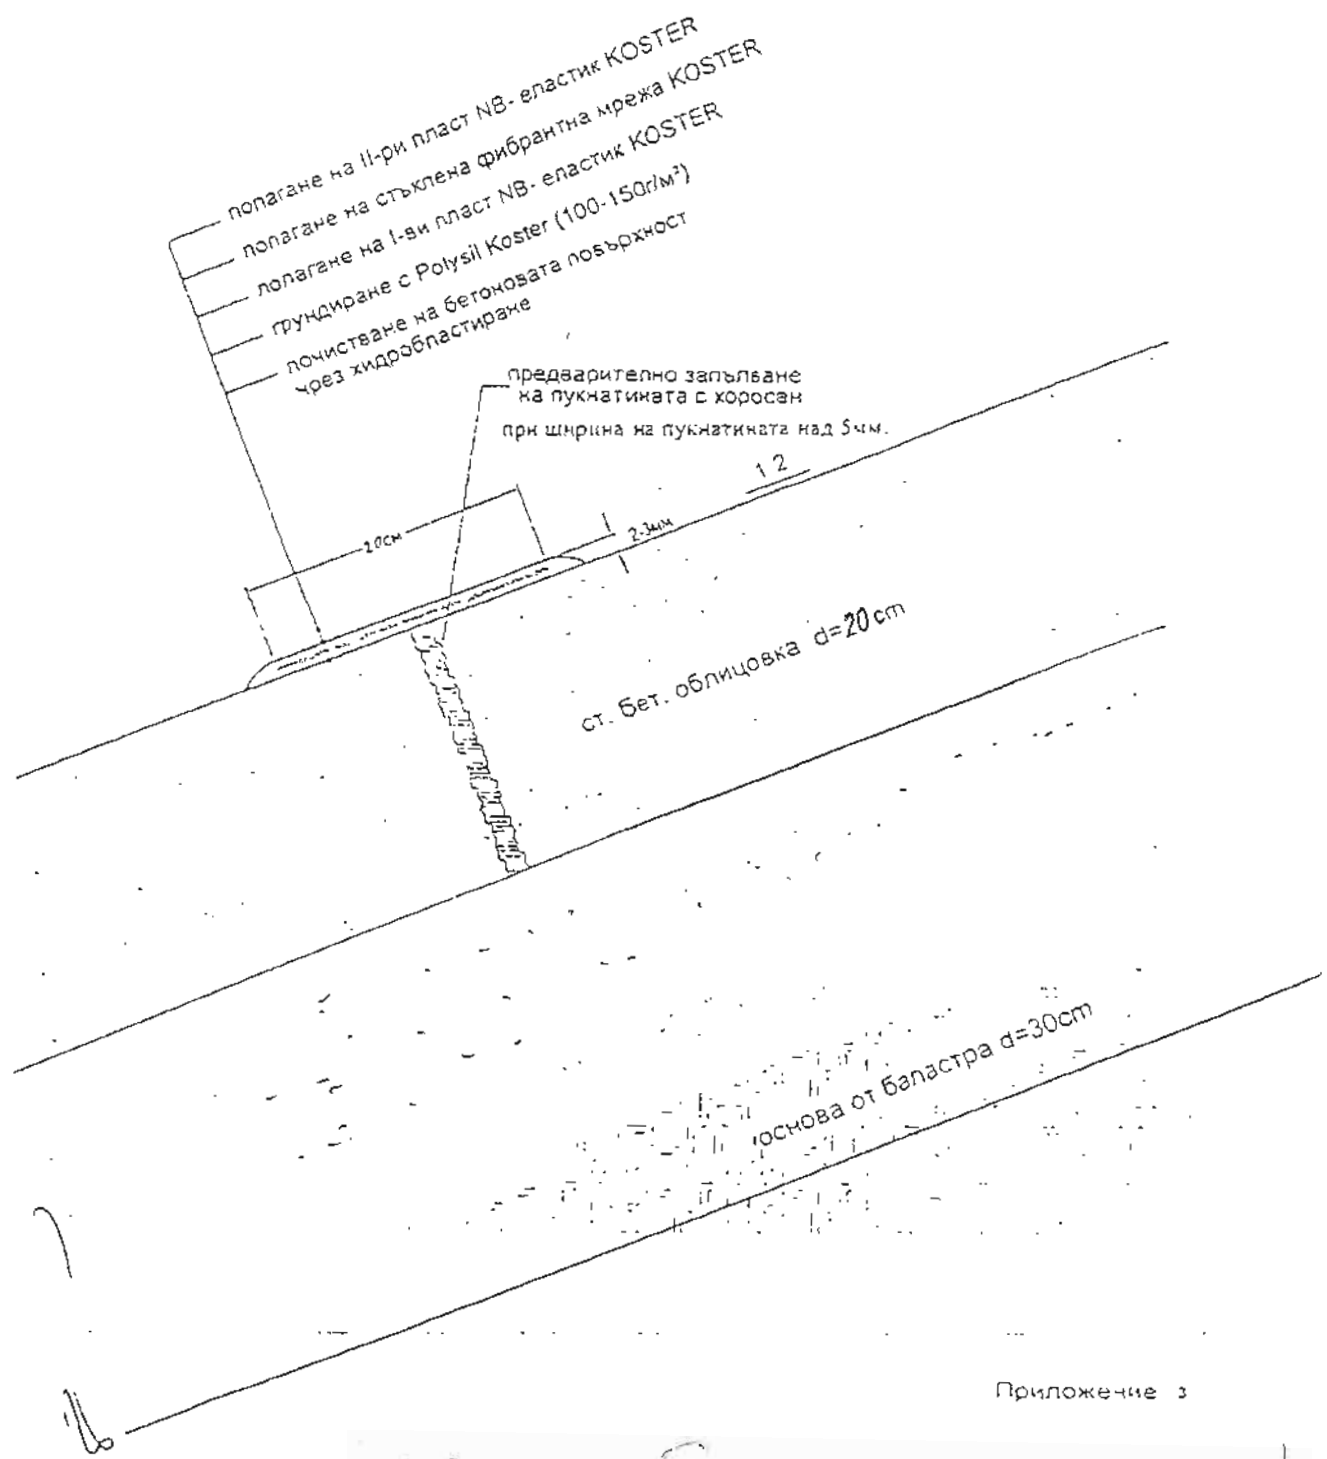 полагане на II-ри пласт NB- еластик KOSTER
полагане на стъклена фибрантна мрежа KOSTER
полагане на I-ви пласт NB- еластик KOSTER
грундиране с Polysil Koster (100-150г/м²)
почистване на бетоновата повърхност
чрез хидробластиране
предварително запълване
на пукнатината с хоросан
при ширина на пукнатината над 5мм.
1 2
20см
2-3мм
ст. бет. облицовка d=20cm
основа от баластра d=30cm
Приложение 3